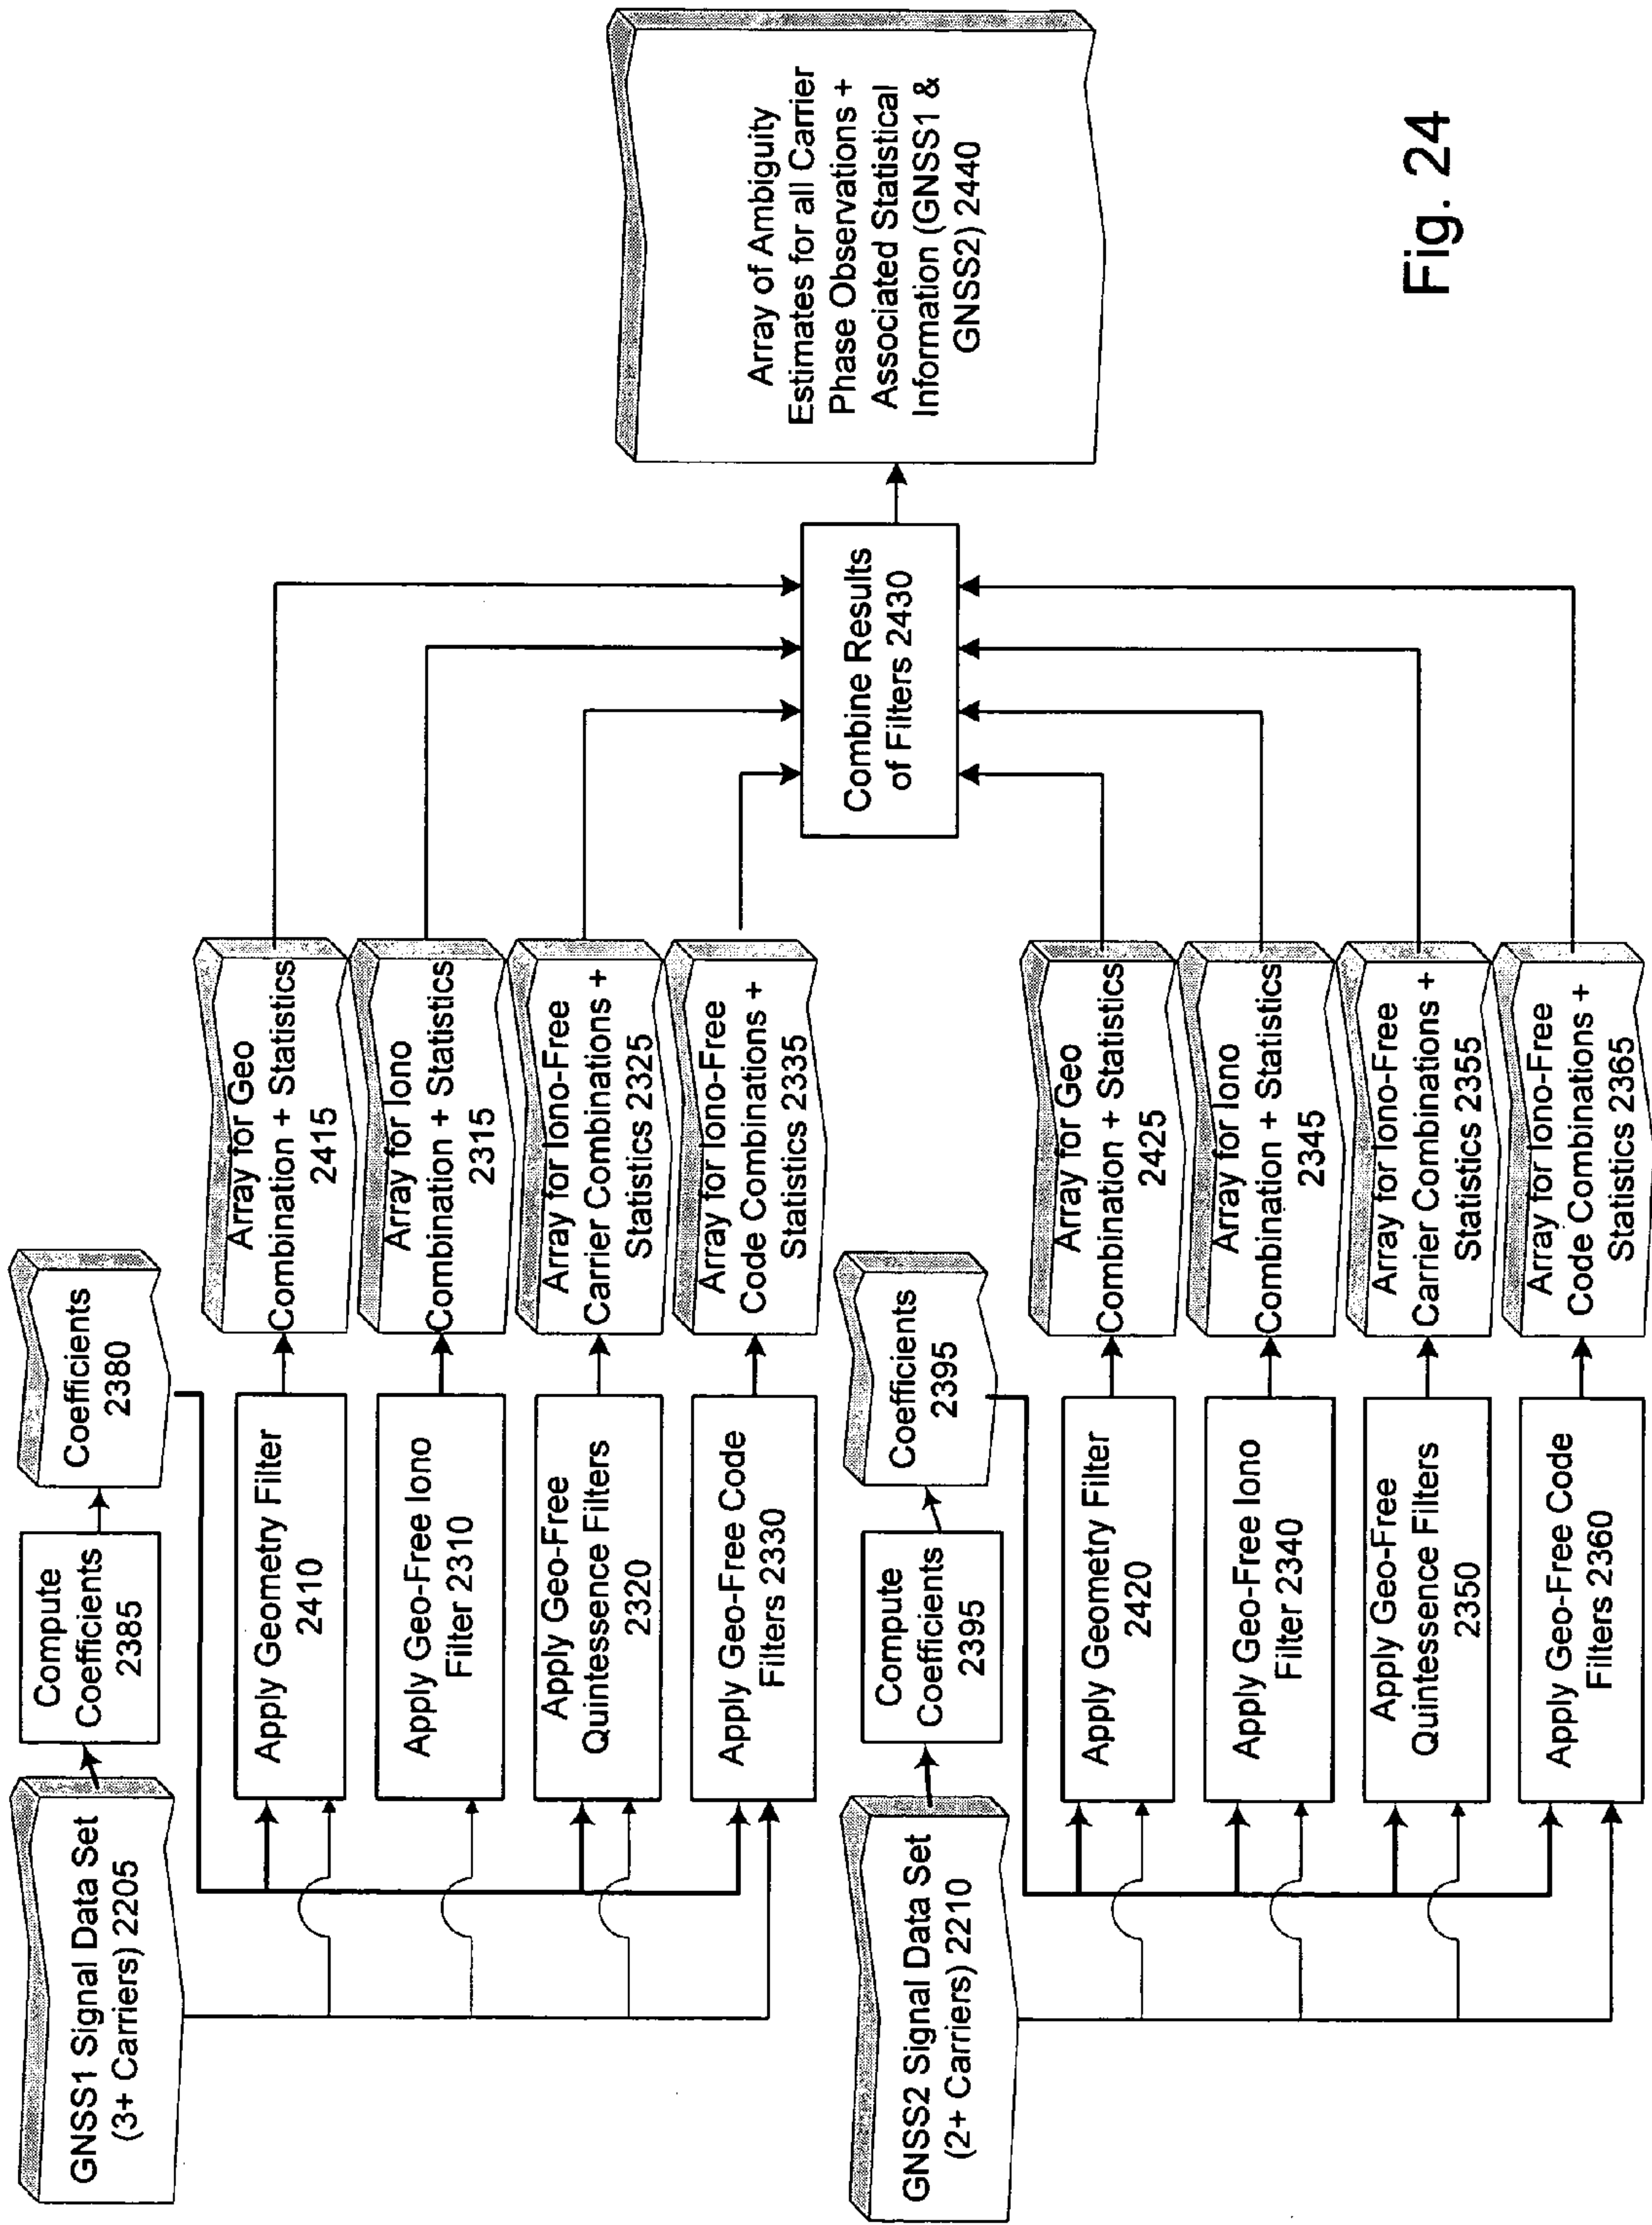 GNSS1 Signal Data Set
(3+ Carriers) 2205
Compute
Coefficients
2385
Coefficients
2380
Apply Geometry Filter
2410
Array for Geo
Combination + Statistics
2415
Apply Geo-Free Iono
Filter 2310
Array for Iono
Combination + Statistics
2315
Apply Geo-Free
Quintessence Filters
2320
Array for Iono-Free
Carrier Combinations +
Statistics 2325
Apply Geo-Free Code
Filters 2330
Array for Iono-Free
Code Combinations +
Statistics 2335
GNSS2 Signal Data Set
(2+ Carriers) 2210
Compute
Coefficients
2395
Coefficients
2395
Apply Geometry Filter
2420
Array for Geo
Combination + Statistics
2425
Apply Geo-Free Iono
Filter 2340
Array for Iono
Combination + Statistics
2345
Apply Geo-Free
Quintessence Filters
2350
Array for Iono-Free
Carrier Combinations +
Statistics 2355
Apply Geo-Free Code
Filters 2360
Array for Iono-Free
Code Combinations +
Statistics 2365
Combine Results
of Filters 2430
Array of Ambiguity
Estimates for all Carrier
Phase Observations +
Associated Statistical
Information (GNSS1 &
GNSS2) 2440
Fig. 24